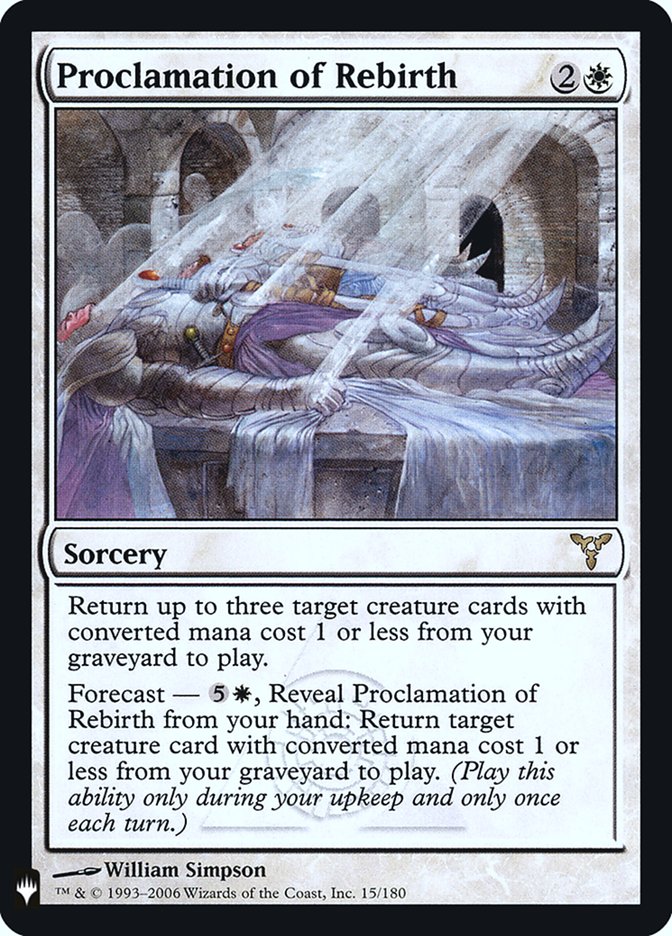 Proclamation of Rebirth 2
Sorcery
Return up to three target creature cards with
converted mana cost 1 or less from your
graveyard to play.
Forecast — 5, Reveal Proclamation of
Rebirth from your hand: Return target
creature card with converted mana cost 1 or
less from your graveyard to play. (Play this
ability only during your upkeep and only once
each turn.)
William Simpson
™ & © 1993–2006 Wizards of the Coast, Inc. 15/180